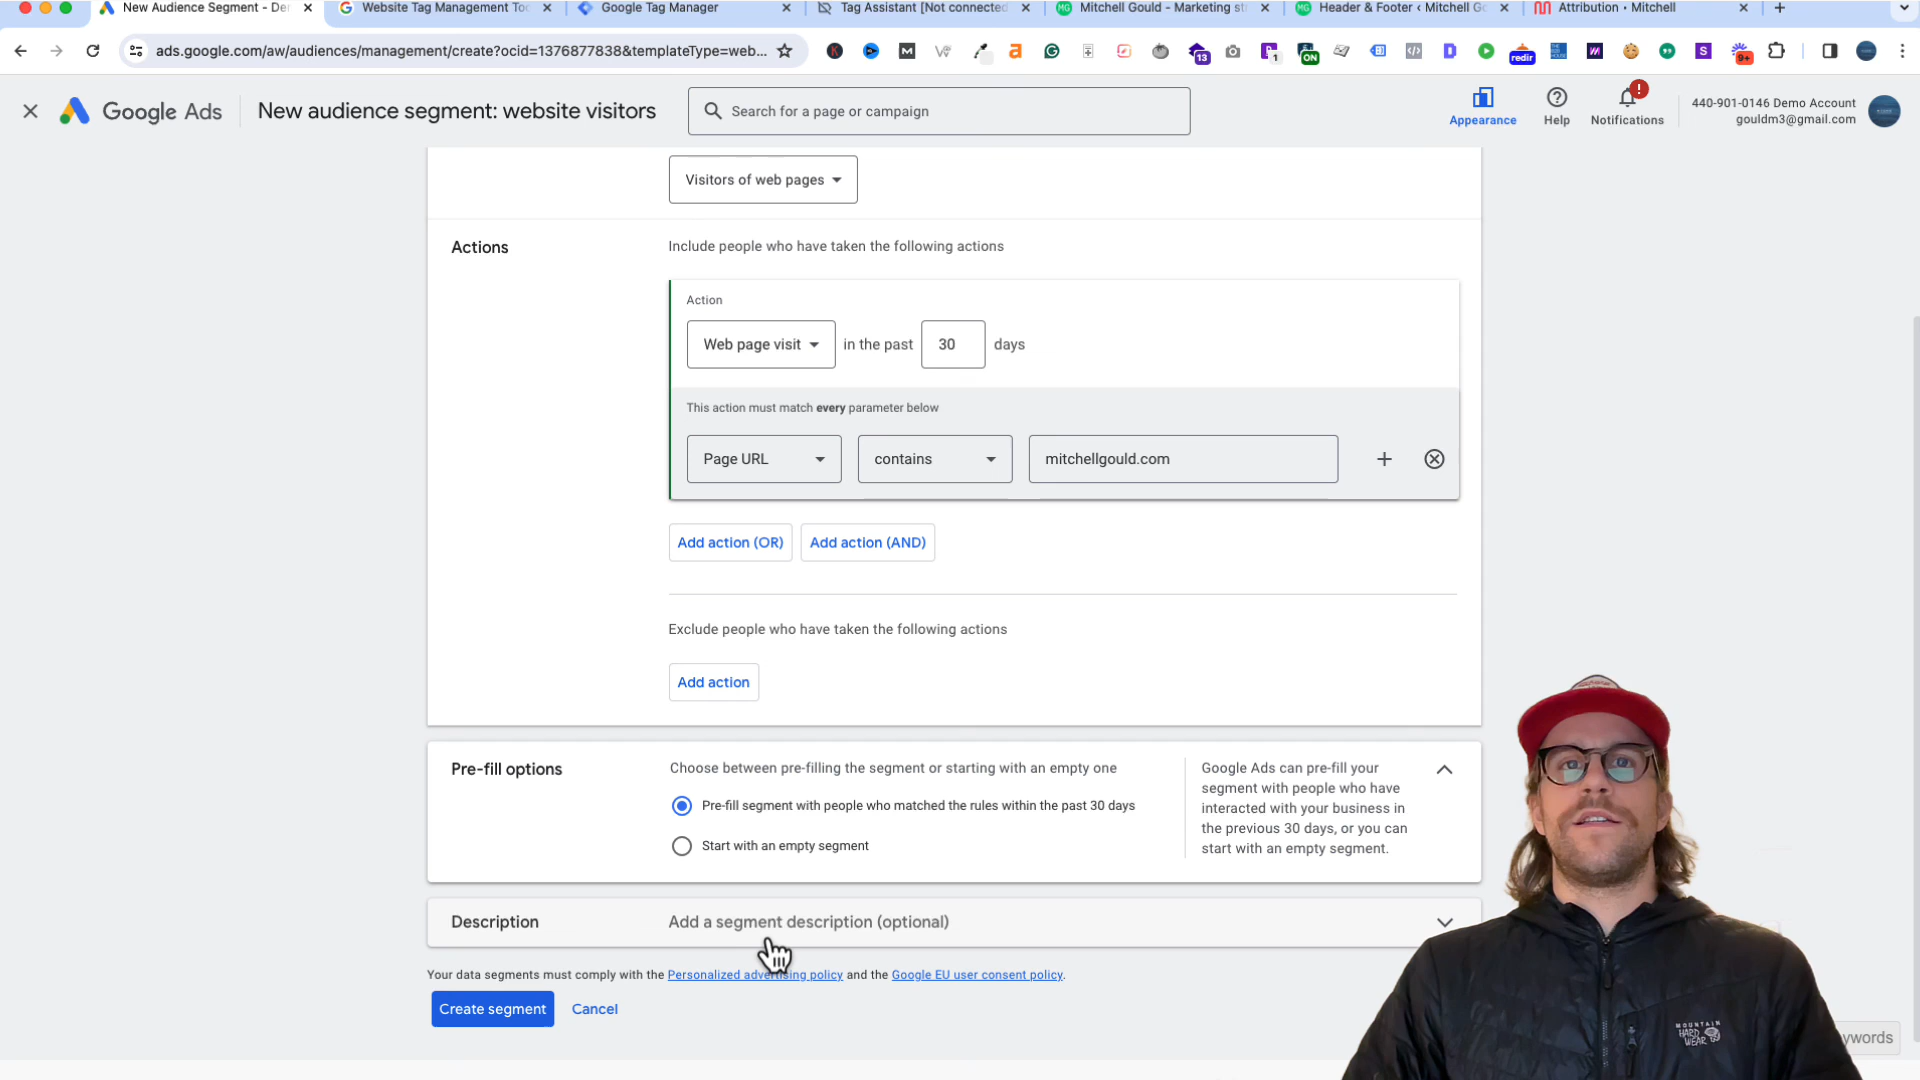 New Audience Segment - De
Website Tag Management Too
Google Tag Manager
Tag Assistant [Not connected
Mitchell Gould - Marketing st
Header & Footer ‹ Mitchell G
Attribution • Mitchell
ads.google.com/aw/audiences/management/create?ocid=1376877838&templateType=web...
13
1
ON
redir
9+
Google Ads
New audience segment: website visitors
Search for a page or campaign
Appearance
Help
Notifications
440-901-0146 Demo Account
gouldm3@gmail.com
Visitors of web pages
Actions
Include people who have taken the following actions
Action
Web page visit in the past 30 days
This action must match every parameter below
Page URL contains mitchellgould.com
Add action (OR) Add action (AND)
Exclude people who have taken the following actions
Add action
Pre-fill options
Choose between pre-filling the segment or starting with an empty one
Pre-fill segment with people who matched the rules within the past 30 days
Start with an empty segment
Google Ads can pre-fill your
segment with people who have
interacted with your business in
the previous 30 days, or you can
start with an empty segment.
Description Add a segment description (optional)
Your data segments must comply with the Personalized advertising policy and the Google EU user consent policy.
Create segment Cancel
MOUNTAIN
HARD
WEAR
ywords